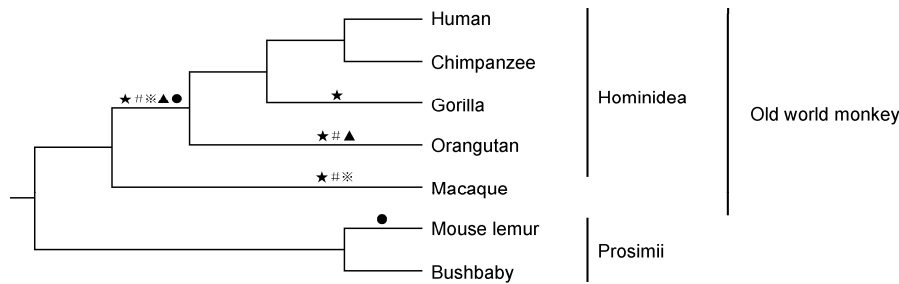 Human
Chimpanzee
★#※▲●
★
Gorilla
Hominidea
Old world monkey
★#▲
Orangutan
★#※
Macaque
●
Mouse lemur
Prosimii
Bushbaby